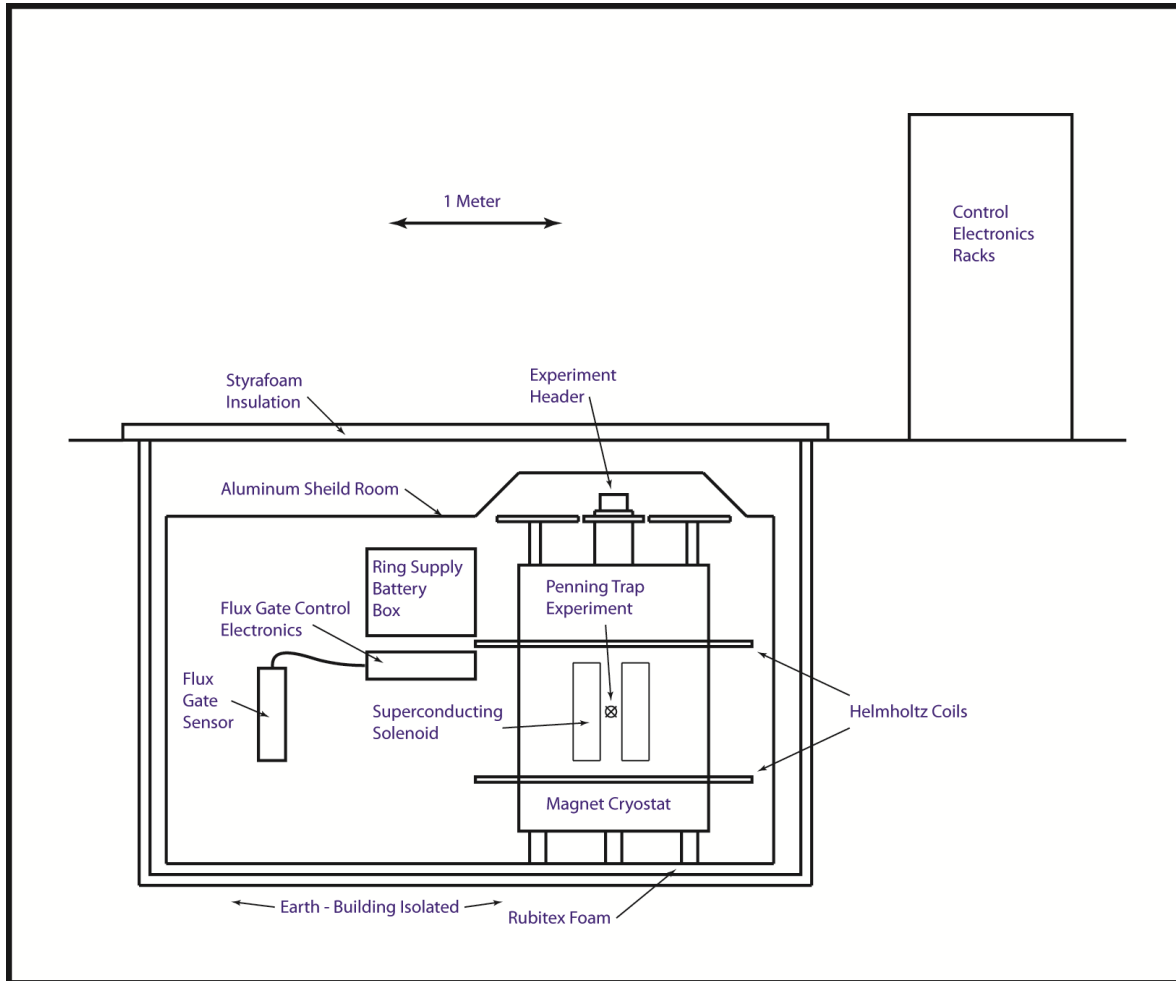 1 Meter
Control
Electronics
Racks
Styrafoam
Insulation
Experiment
Header
Aluminum Sheild Room
Ring Supply
Battery
Box
Penning Trap
Experiment
Flux Gate Control
Electronics
Flux
Gate
Sensor
Superconducting
Solenoid
Helmholtz Coils
Magnet Cryostat
Earth - Building Isolated
Rubitex Foam